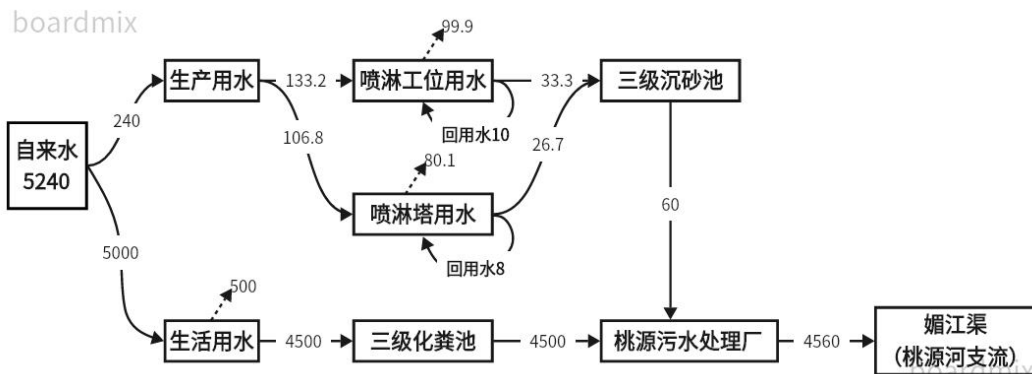 boardmix
99.9
生产用水
133.2
喷淋工位用水
33.3
三级沉砂池
240
回用水10
自来水
5240
106.8
80.1
26.7
喷淋塔用水
60
5000
回用水8
500
生活用水
4500
三级化粪池
4500
桃源污水处理厂
4560
媚江渠
（桃源河支流）
boardmix